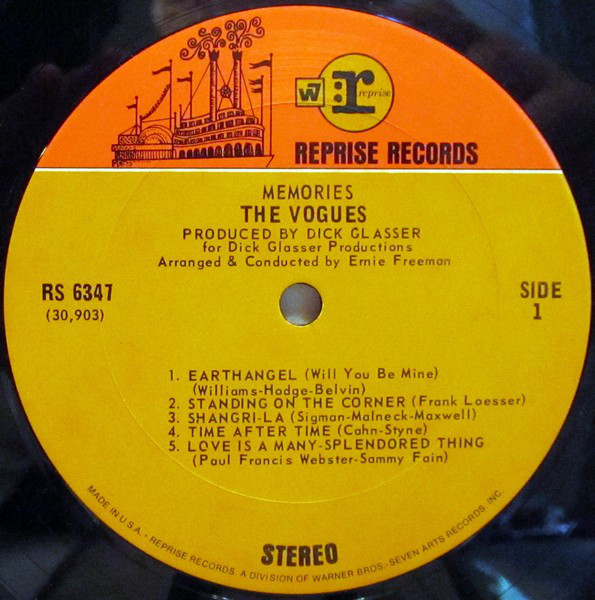 W7 r reprise
REPRISE RECORDS
MEMORIES
THE VOGUES
PRODUCED BY DICK GLASSER
for Dick Glasser Productions
Arranged & Conducted by Ernie Freeman
RS 6347
(30,903)
SIDE
1
1. EARTHANGEL (Will You Be Mine)
(Williams-Hodge-Belvin)
2. STANDING ON THE CORNER (Frank Loesser)
3. SHANGRI-LA (Sigman-Malneck-Maxwell)
4. TIME AFTER TIME (Cahn-Styne)
5. LOVE IS A MANY-SPLENDORED THING
(Paul Francis Webster-Sammy Fain)
STEREO
MADE IN U.S.A. - REPRISE RECORDS. A DIVISION OF WARNER BROS.-SEVEN ARTS RECORDS, INC.